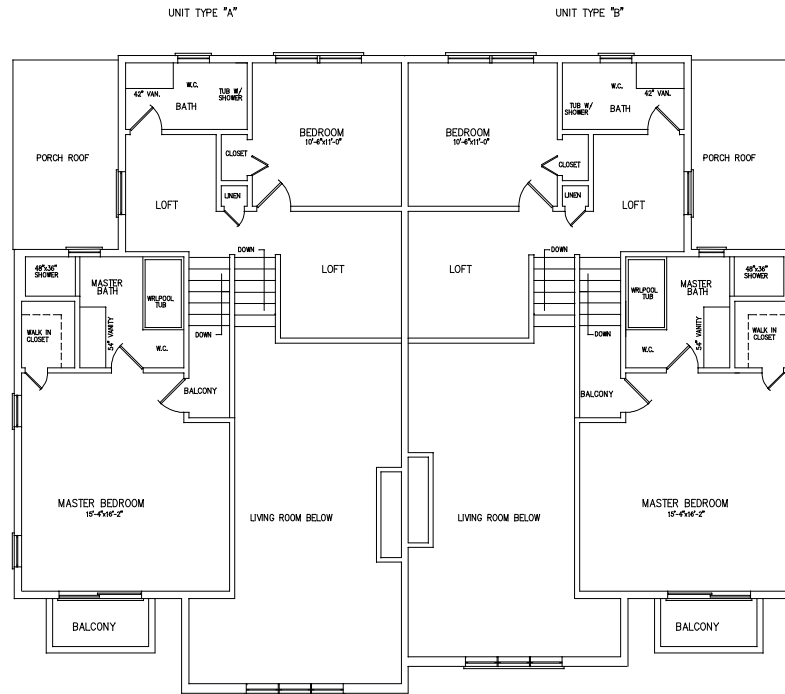 UNIT TYPE "A"
UNIT TYPE "B"
W.C.
42" VAN.
BATH
TUB W/
SHOWER
BEDROOM
10'-6"x11'-0"
CLOSET
LINEN
PORCH ROOF
LOFT
DOWN
LOFT
48"x36"
SHOWER
MASTER
BATH
WRLPOOL
TUB
WALK IN
CLOSET
54" VANITY
W.C.
DOWN
BALCONY
MASTER BEDROOM
15'-4"x16'-2"
LIVING ROOM BELOW
BALCONY
W.C.
42" VAN.
BATH
TUB W/
SHOWER
BEDROOM
10'-6"x11'-0"
CLOSET
LINEN
PORCH ROOF
LOFT
DOWN
LOFT
48"x36"
SHOWER
MASTER
BATH
WRLPOOL
TUB
WALK IN
CLOSET
54" VANITY
W.C.
DOWN
BALCONY
MASTER BEDROOM
15'-4"x16'-2"
LIVING ROOM BELOW
BALCONY